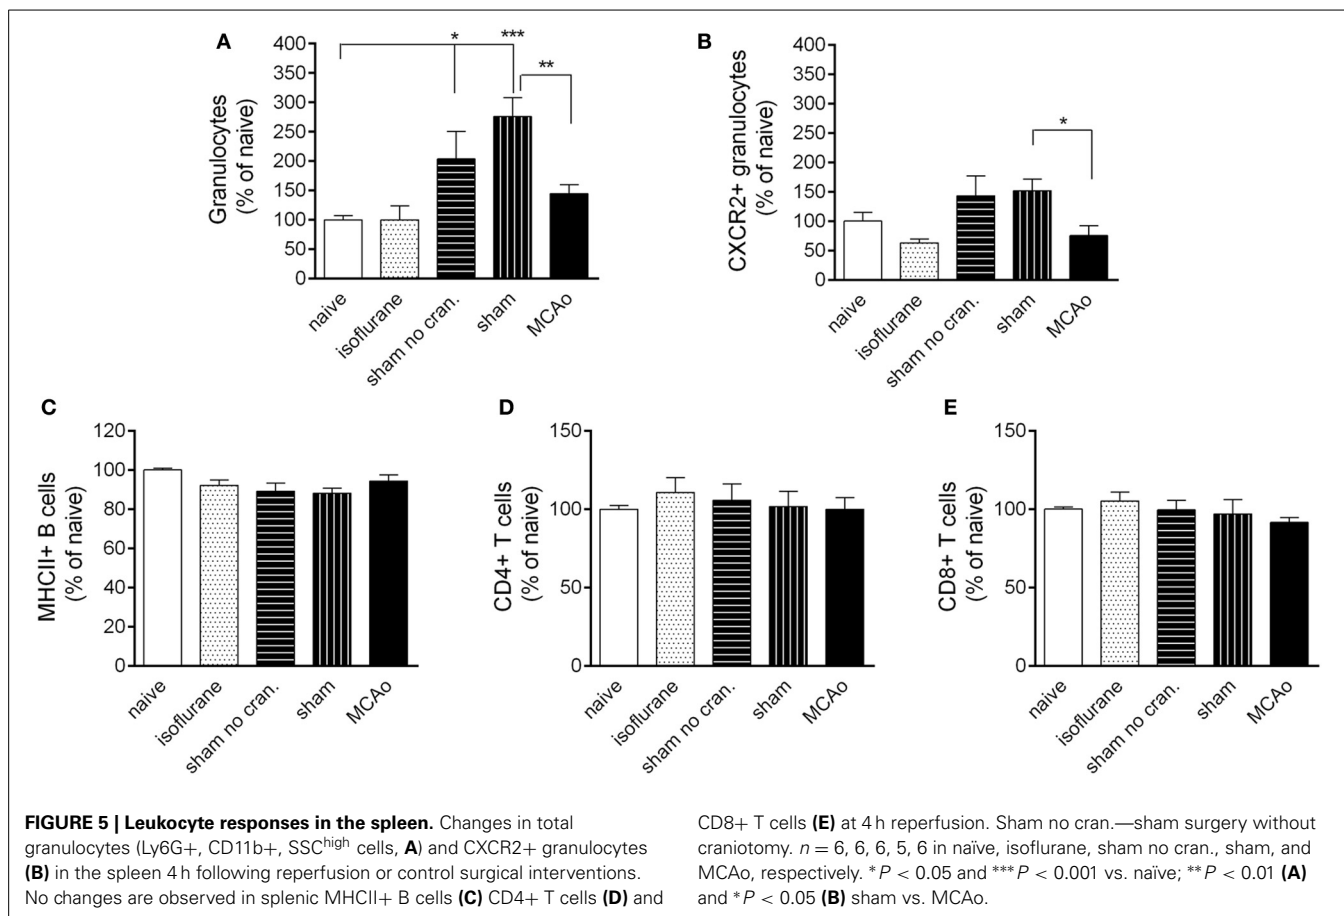 A
Granulocytes
(% of naive)
400
350
300
250
200
150
100
50
0
*
***
**
naive
isoflurane
sham no cran.
sham
MCAo
B
CXCR2+ granulocytes
(% of naive)
400
350
300
250
200
150
100
50
0
*
naive
isoflurane
sham no cran.
sham
MCAo
C
MHCII+ B cells
(% of naive)
120
100
80
60
40
20
0
naive
isoflurane
sham no cran.
sham
MCAo
D
CD4+ T cells
(% of naive)
150
100
50
0
naive
isoflurane
sham no cran.
sham
MCAo
E
CD8+ T cells
(% of naive)
150
100
50
0
naive
isoflurane
sham no cran.
sham
MCAo
FIGURE 5 | Leukocyte responses in the spleen. Changes in total
granulocytes (Ly6G+, CD11b+, SSChigh cells, A) and CXCR2+ granulocytes
(B) in the spleen 4 h following reperfusion or control surgical interventions.
No changes are observed in splenic MHCII+ B cells (C) CD4+ T cells (D) and
CD8+ T cells (E) at 4 h reperfusion. Sham no cran.—sham surgery without
craniotomy. n = 6, 6, 6, 5, 6 in naïve, isoflurane, sham no cran., sham, and
MCAo, respectively. *P < 0.05 and ***P < 0.001 vs. naïve; **P < 0.01 (A)
and *P < 0.05 (B) sham vs. MCAo.